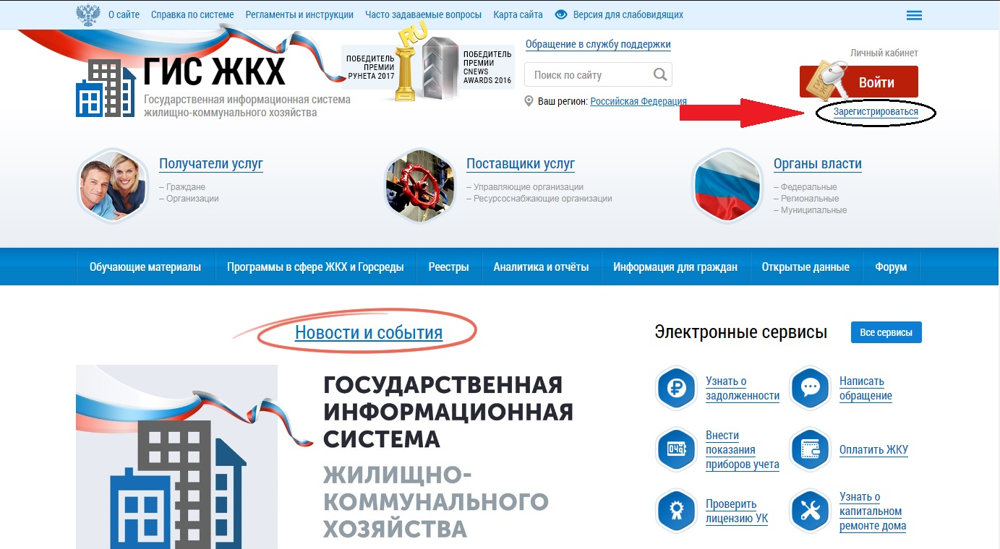 О сайте Справка по системе Регламенты и инструкции Часто задаваемые вопросы Карта сайта Версия для слабовидящих
ГИС ЖКХ
Государственная информационная система
жилищно-коммунального хозяйства
ПОБЕДИТЕЛЬ
ПРЕМИИ
РУНЕТА 2017
RU
ПОБЕДИТЕЛЬ
ПРЕМИИ
CNEWS
AWARDS 2016
Обращение в службу поддержки
Поиск по сайту
Ваш регион: Российская Федерация
Личный кабинет
Войти
Зарегистрироваться
Получатели услуг
– Граждане
– Организации
Поставщики услуг
– Управляющие организации
– Ресурсоснабжающие организации
Органы власти
– Федеральные
– Региональные
– Муниципальные
Обучающие материалы Программы в сфере ЖКХ и Горсреды Реестры Аналитика и отчёты Информация для граждан Открытые данные Форум
Новости и события
ГОСУДАРСТВЕННАЯ
ИНФОРМАЦИОННАЯ
СИСТЕМА
ЖИЛИЩНО-
КОММУНАЛЬНОГО
ХОЗЯЙСТВА
Электронные сервисы
Все сервисы
Узнать о
задолженности
Написать
обращение
Внести
показания
приборов учета
Оплатить ЖКУ
Проверить
лицензию УК
Узнать о
капитальном
ремонте дома